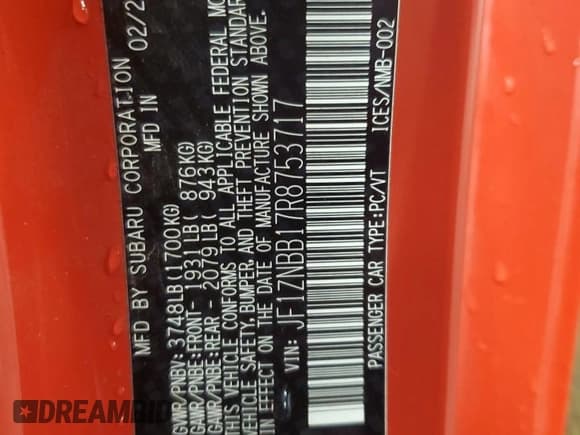 MFD BY SUBARU CORPORATION 02/2
MFD IN
GVWR/PNBV: 3748LB(1700KG)
GAWR/PNBE:FRONT- 1931LB( 876KG)
GAWR/PNBE:REAR - 2079LB( 943KG)
THIS VEHICLE CONFORMS TO ALL APPLICABLE FEDERAL MO
VEHICLE SAFETY, BUMPER, AND THEFT PREVENTION STANDAR
IN EFFECT ON THE DATE OF MANUFACTURE SHOWN ABOVE.
VIN: JF1ZNBB17R8753717
PASSENGER CAR TYPE:PC/VT ICES/NMB-002
DREAMBID